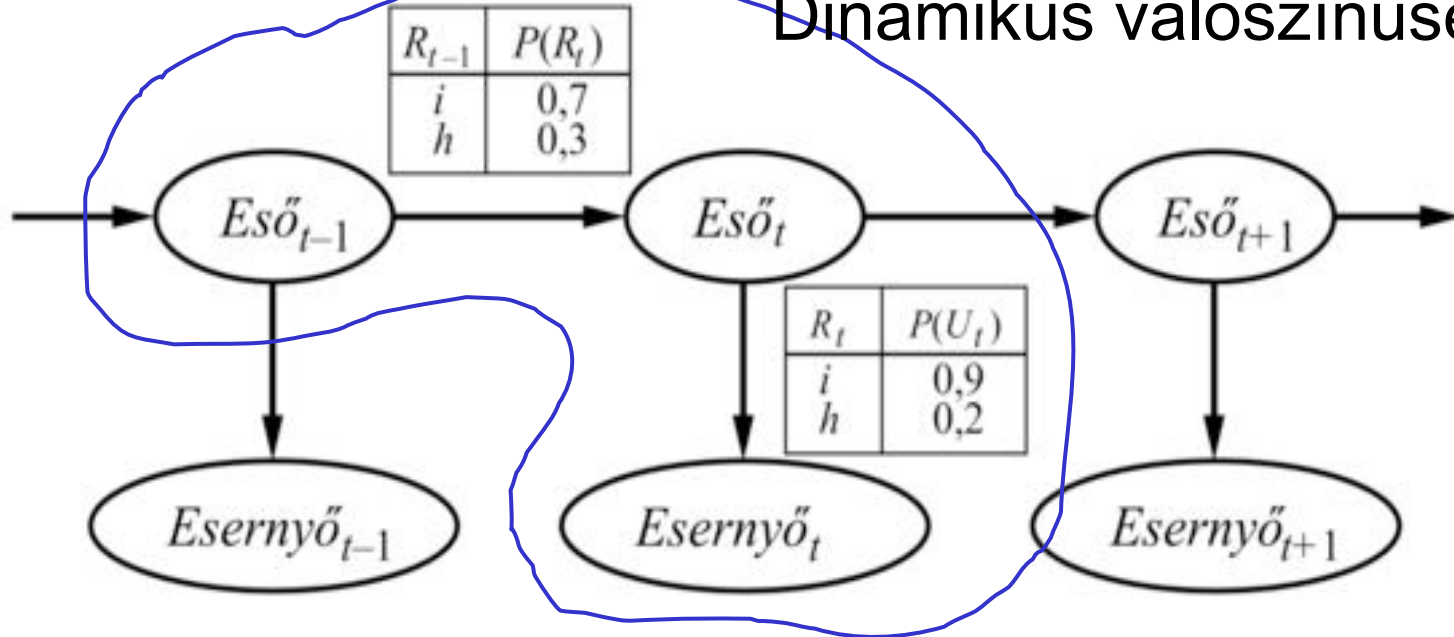 Dinamikus valószínűsé
R_{t-1} P(R_t)
i 0,7
h 0,3
Eső_{t-1}
Eső_t
Eső_{t+1}
R_t P(U_t)
i 0,9
h 0,2
Esernyő_{t-1}
Esernyő_t
Esernyő_{t+1}